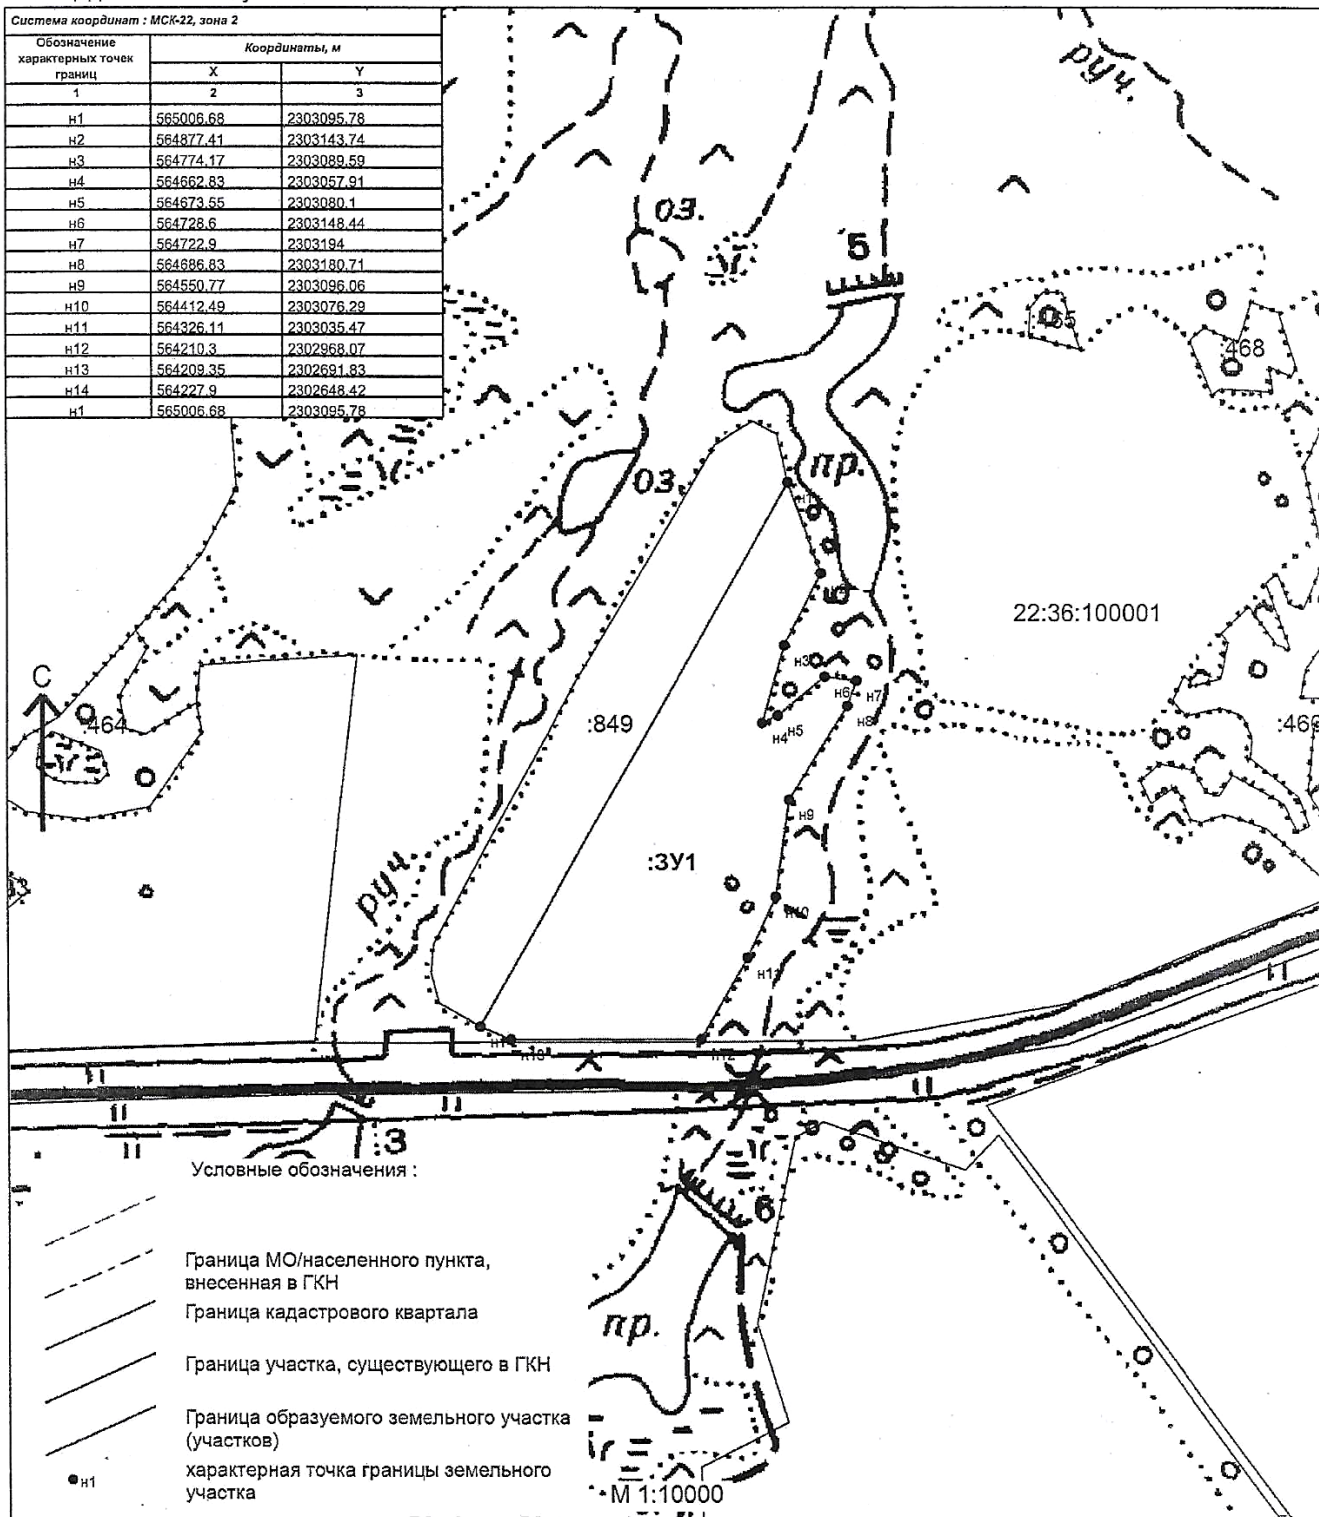 Система координат : МСК-22, зона 2
Обозначение характерных точек границ
Координаты, м
X Y
1 2 3
н1 565006.68 2303095.78
н2 564877.41 2303143.74
н3 564774.17 2303089.59
н4 564662.83 2303057.91
н5 564673.55 2303080.1
н6 564728.6 2303148.44
н7 564722.9 2303194
н8 564686.83 2303180.71
н9 564550.77 2303096.06
н10 564412.49 2303076.29
н11 564326.11 2303035.47
н12 564210.3 2302968.07
н13 564209.35 2302691.83
н14 564227.9 2302648.42
н1 565006.68 2303095.78
руч.
оз.
5
:468
оз.
пр.
22:36:100001
н3
н6
н7
н8
н4
н5
С
:464
:849
:469
н9
:ЗУ1
руч.
н10
н11
н12
3
6
Условные обозначения :
Граница МО/населенного пункта,
внесенная в ГКН
Граница кадастрового квартала
Граница участка, существующего в ГКН
Граница образуемого земельного участка
(участков)
н1
характерная точка границы земельного
участка
пр.
М 1:10000